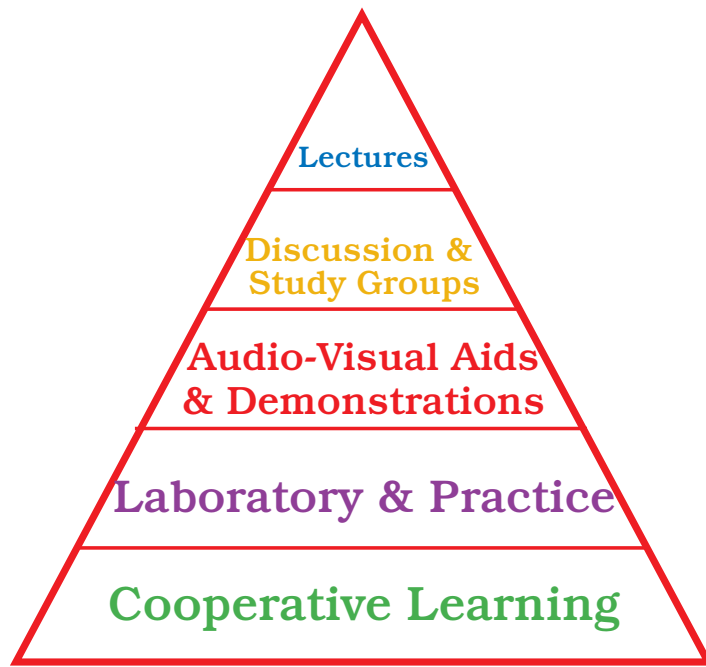 Lectures
Discussion &
Study Groups
Audio-Visual Aids
& Demonstrations
Laboratory & Practice
Cooperative Learning